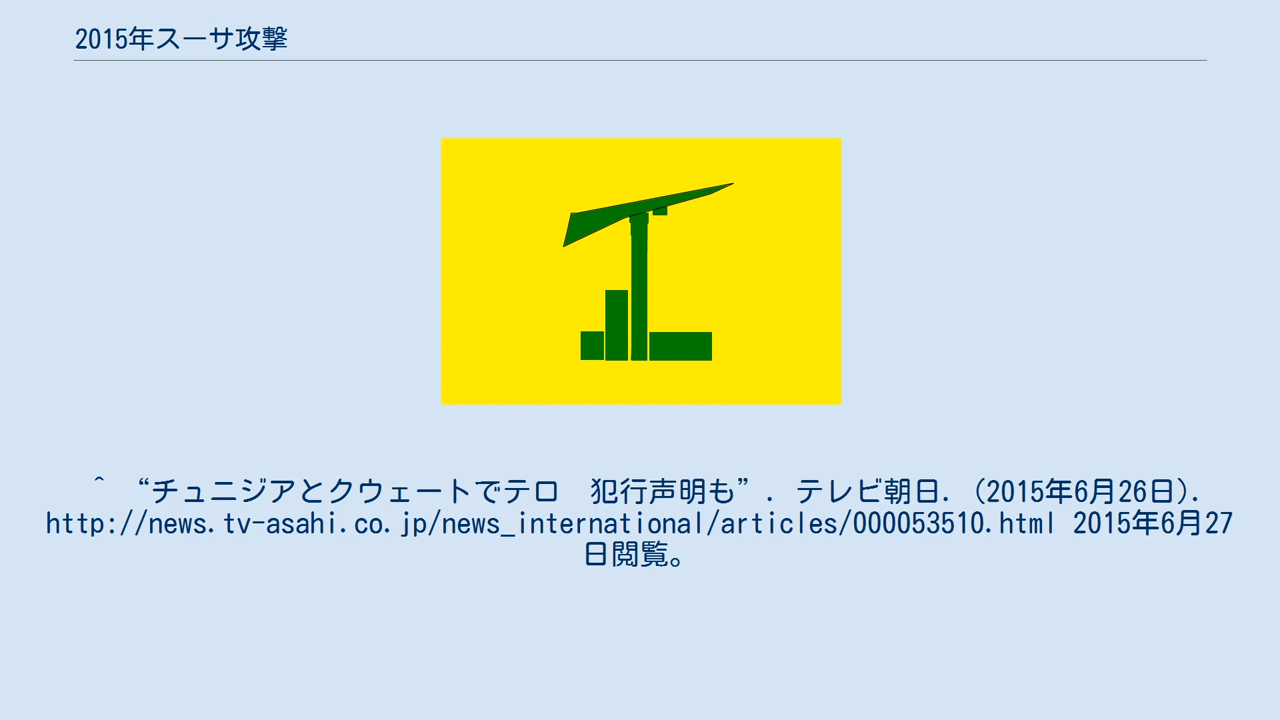 2015年スーサ攻撃
^ “チュニジアとクウェートでテロ　犯行声明も”. テレビ朝日. (2015年6月26日).
http://news.tv-asahi.co.jp/news_international/articles/000053510.html 2015年6月27
日閲覧。